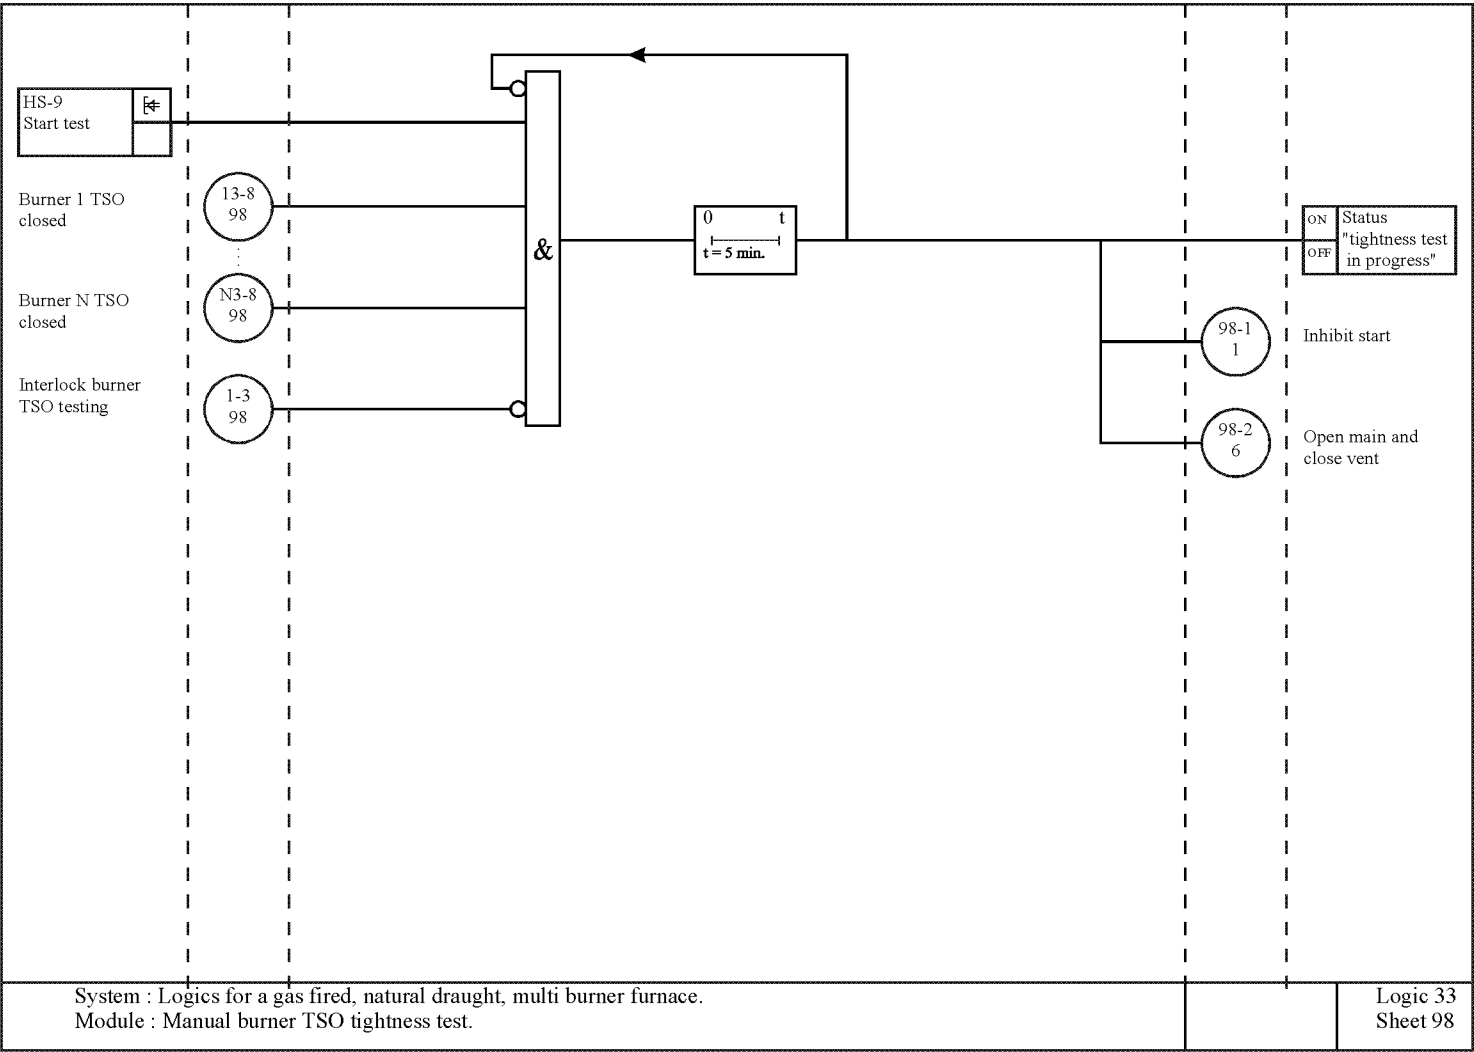 HS-9
Start test
Burner 1 TSO
closed
13-8
98
Burner N TSO
closed
N3-8
98
Interlock burner
TSO testing
1-3
98
&
0 t
t = 5 min.
ON
OFF
Status
"tightness test
in progress"
98-1
1
Inhibit start
98-2
6
Open main and
close vent
System : Logics for a gas fired, natural draught, multi burner furnace.
Module : Manual burner TSO tightness test.
Logic 33
Sheet 98